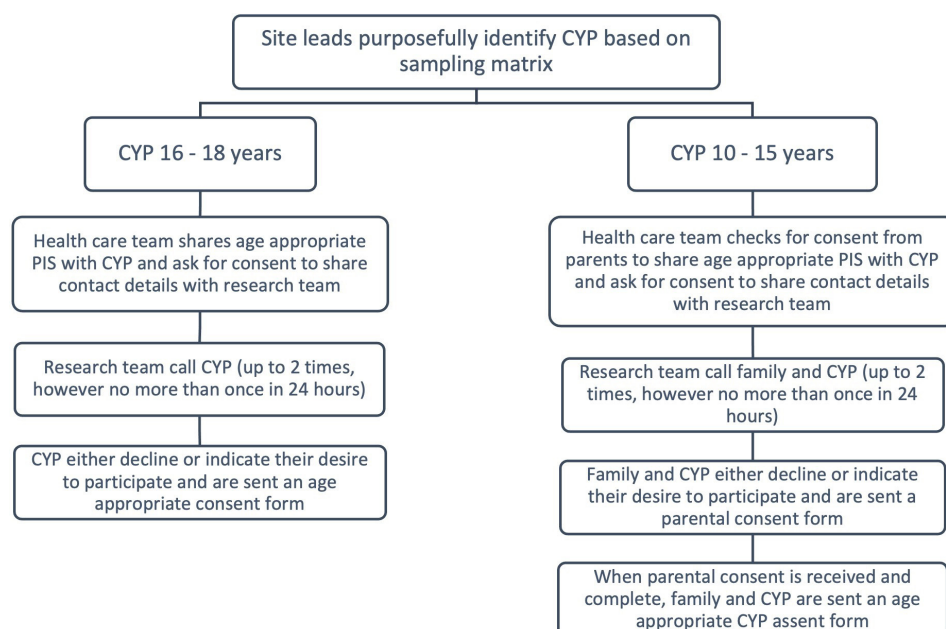 Site leads purposefully identify CYP based on
sampling matrix
CYP 16 - 18 years
Health care team shares age appropriate
PIS with CYP and ask for consent to share
contact details with research team
Research team call CYP (up to 2 times,
however no more than once in 24 hours)
CYP either decline or indicate their desire
to participate and are sent an age
appropriate consent form
CYP 10 - 15 years
Health care team checks for consent from
parents to share age appropriate PIS with CYP
and ask for consent to share contact details
with research team
Research team call family and CYP (up to 2
times, however no more than once in 24
hours)
Family and CYP either decline or indicate
their desire to participate and are sent a
parental consent form
When parental consent is received and
complete, family and CYP are sent an age
appropriate CYP assent form